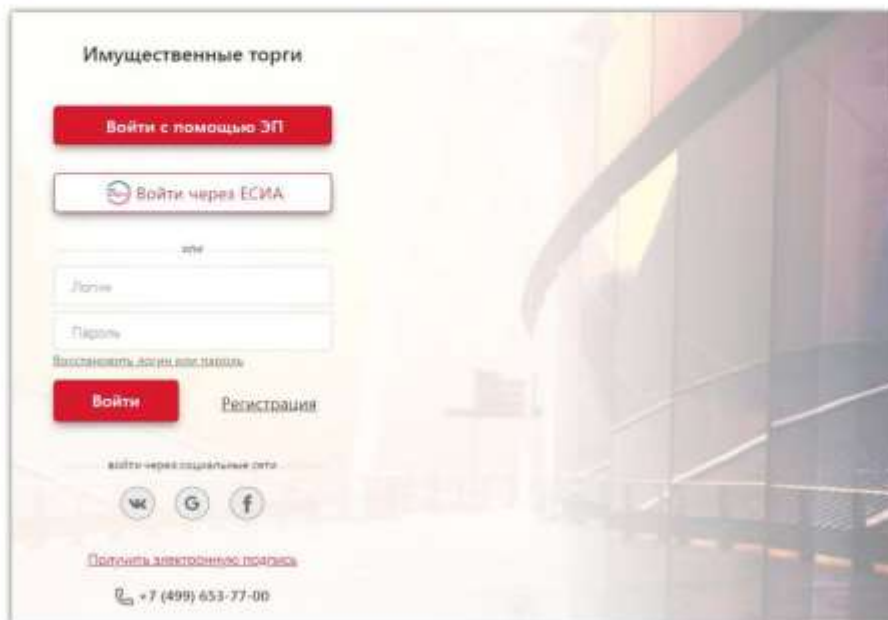 Имущественные торги
Войти с помощью ЭП
Войти через ЕСИА
или
Логин
Пароль
Восстановить логин или пароль
Войти
Регистрация
войти через социальные сети
Получить электронную подпись
+7 (499) 653-77-00